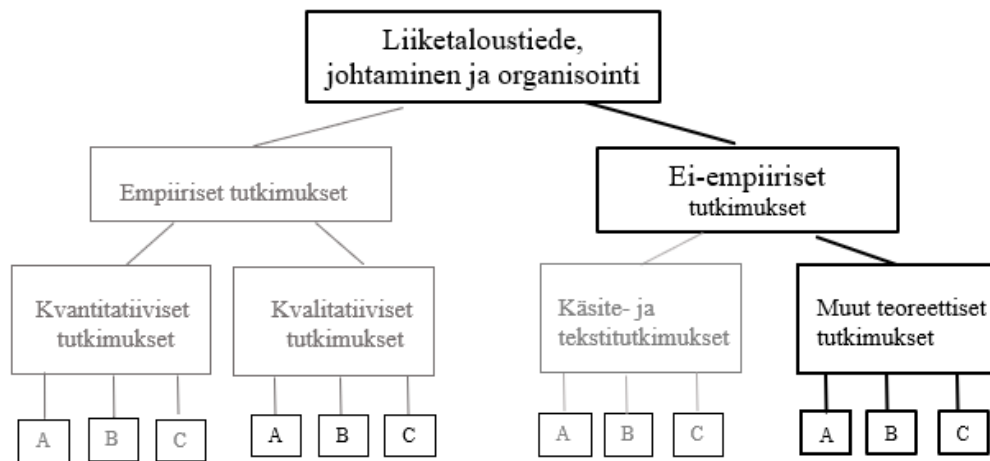 Liiketaloustiede,
johtaminen ja organisointi
Empiiriset tutkimukset
Ei-empiiriset
tutkimukset
Kvantitatiiviset
tutkimukset
Kvalitatiiviset
tutkimukset
Käsite- ja
tekstitutkimukset
Muut teoreettiset
tutkimukset
A B C A B C A B C A B C